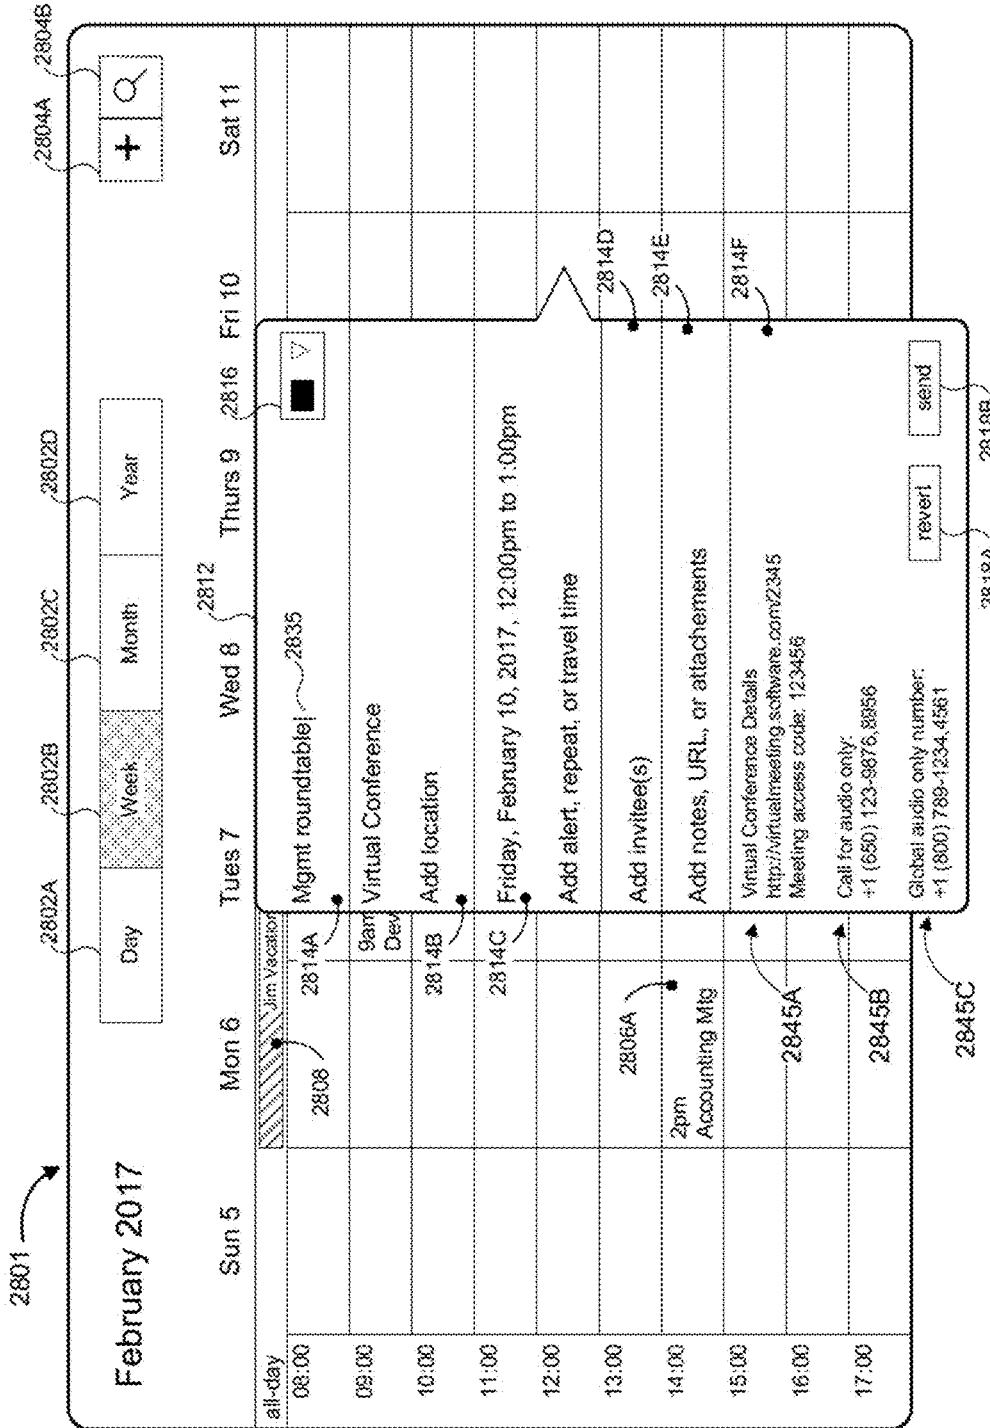 2801
February 2017
2802A
2802B
2802C
2802D
2804A
2804B
Day
Week
Month
Year
+
Sun 5
Mon 6
Tues 7
Wed 8
Thurs 9
Fri 10
Sat 11
2812
2816
all-day
Jim Vacation
2808
08:00
09:00
10:00
11:00
12:00
13:00
14:00
15:00
16:00
17:00
9am
Dev
2806A
2pm
Accounting Mtg
2814A
2814B
2814C
2814D
2814E
2814F
Mgmt roundtable
2835
Virtual Conference
Add location
Friday, February 10, 2017, 12:00pm to 1:00pm
Add alert, repeat, or travel time
Add invitee(s)
Add notes, URL, or attachements
Virtual Conference Details
http://virtualmeeting.software.com/2345
Meeting access code: 123456
Call for audio only:
+1 (650) 123-9876,8956
Global audio only number:
+1 (800) 789-1234,4561
revert
send
2845A
2845B
2845C
2818A
2818B